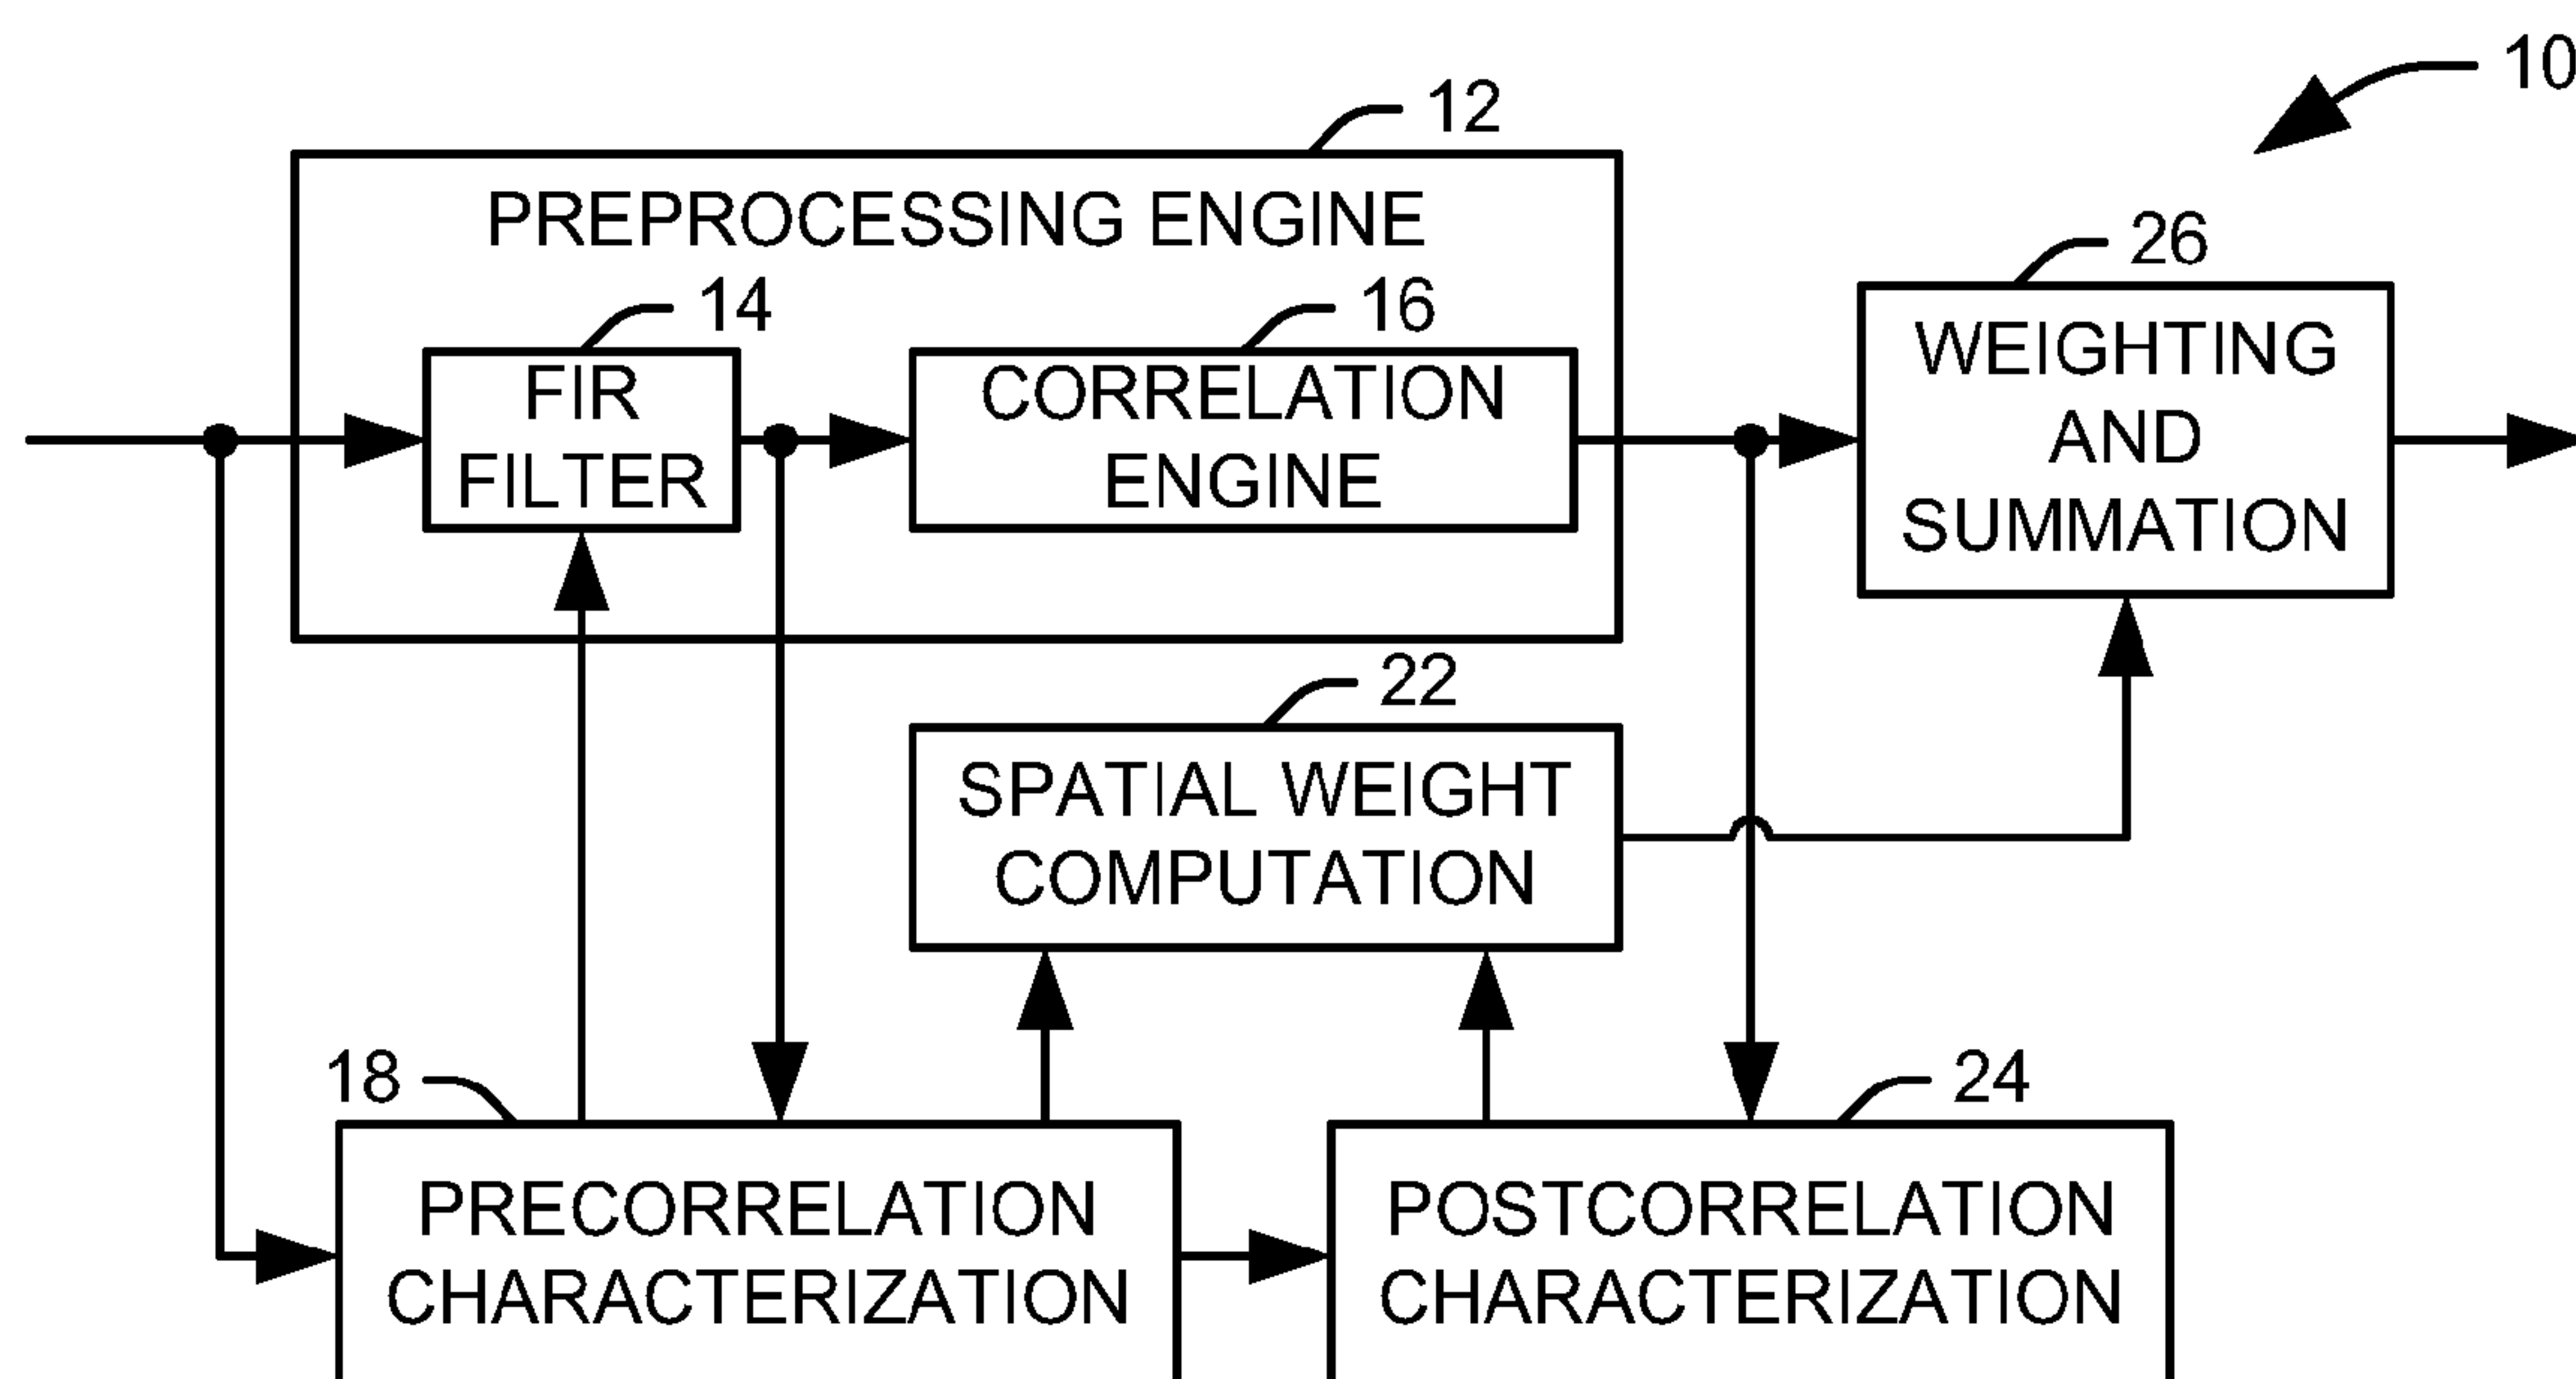 10
12
PREPROCESSING ENGINE
26
14
16
FIR
FILTER
CORRELATION
ENGINE
WEIGHTING
AND
SUMMATION
22
SPATIAL WEIGHT
COMPUTATION
18
24
PRECORRELATION
CHARACTERIZATION
POSTCORRELATION
CHARACTERIZATION